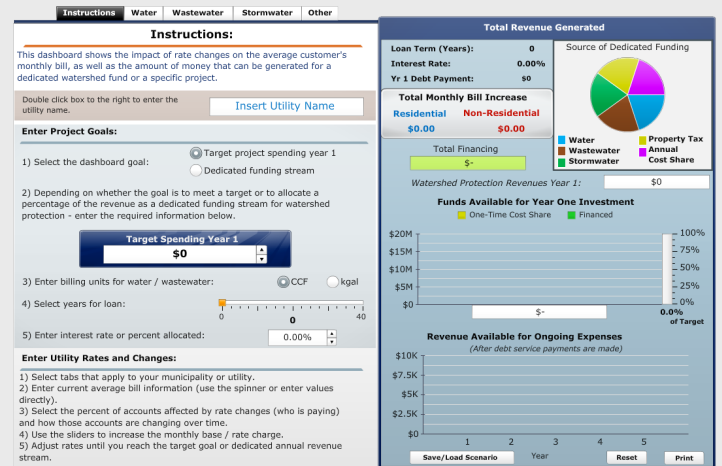 Instructions Water Wastewater Stormwater Other
Instructions:
This dashboard shows the impact of rate changes on the average customer's
monthly bill, as well as the amount of money that can be generated for a
dedicated watershed fund or a specific project.
Double click box to the right to enter the
utility name.
Insert Utility Name
Enter Project Goals:
1) Select the dashboard goal:
Target project spending year 1
Dedicated funding stream
2) Depending on whether the goal is to meet a target or to allocate a
percentage of the revenue as a dedicated funding stream for watershed
protection - enter the required information below.
Target Spending Year 1
$0
3) Enter billing units for water / wastewater:
CCF kgal
4) Select years for loan:
0 40
0
5) Enter interest rate or percent allocated:
0.00%
Enter Utility Rates and Changes:
1) Select tabs that apply to your municipality or utility.
2) Enter current average bill information (use the spinner or enter values
directly).
3) Select the percent of accounts affected by rate changes (who is paying)
and how those accounts are changing over time.
4) Use the sliders to increase the monthly base / rate charge.
5) Adjust rates until you reach the target goal or dedicated annual revenue
stream.
Total Revenue Generated
Loan Term (Years): 0
Interest Rate: 0.00%
Yr 1 Debt Payment: $0
Total Monthly Bill Increase
Residential Non-Residential
$0.00 $0.00
Source of Dedicated Funding
Water
Wastewater
Stormwater
Property Tax
Annual
Cost Share
Total Financing
$-
Watershed Protection Revenues Year 1: $0
Funds Available for Year One Investment
One-Time Cost Share Financed
$20M
$15M
$10M
$5M
$0
$-
100%
75%
50%
25%
0%
0.0%
of Target
Revenue Available for Ongoing Expenses
(After debt service payments are made)
$10K
$7.5K
$5K
$2.5K
$0
1 2 3 4 5
Year
Save/Load Scenario
Reset
Print